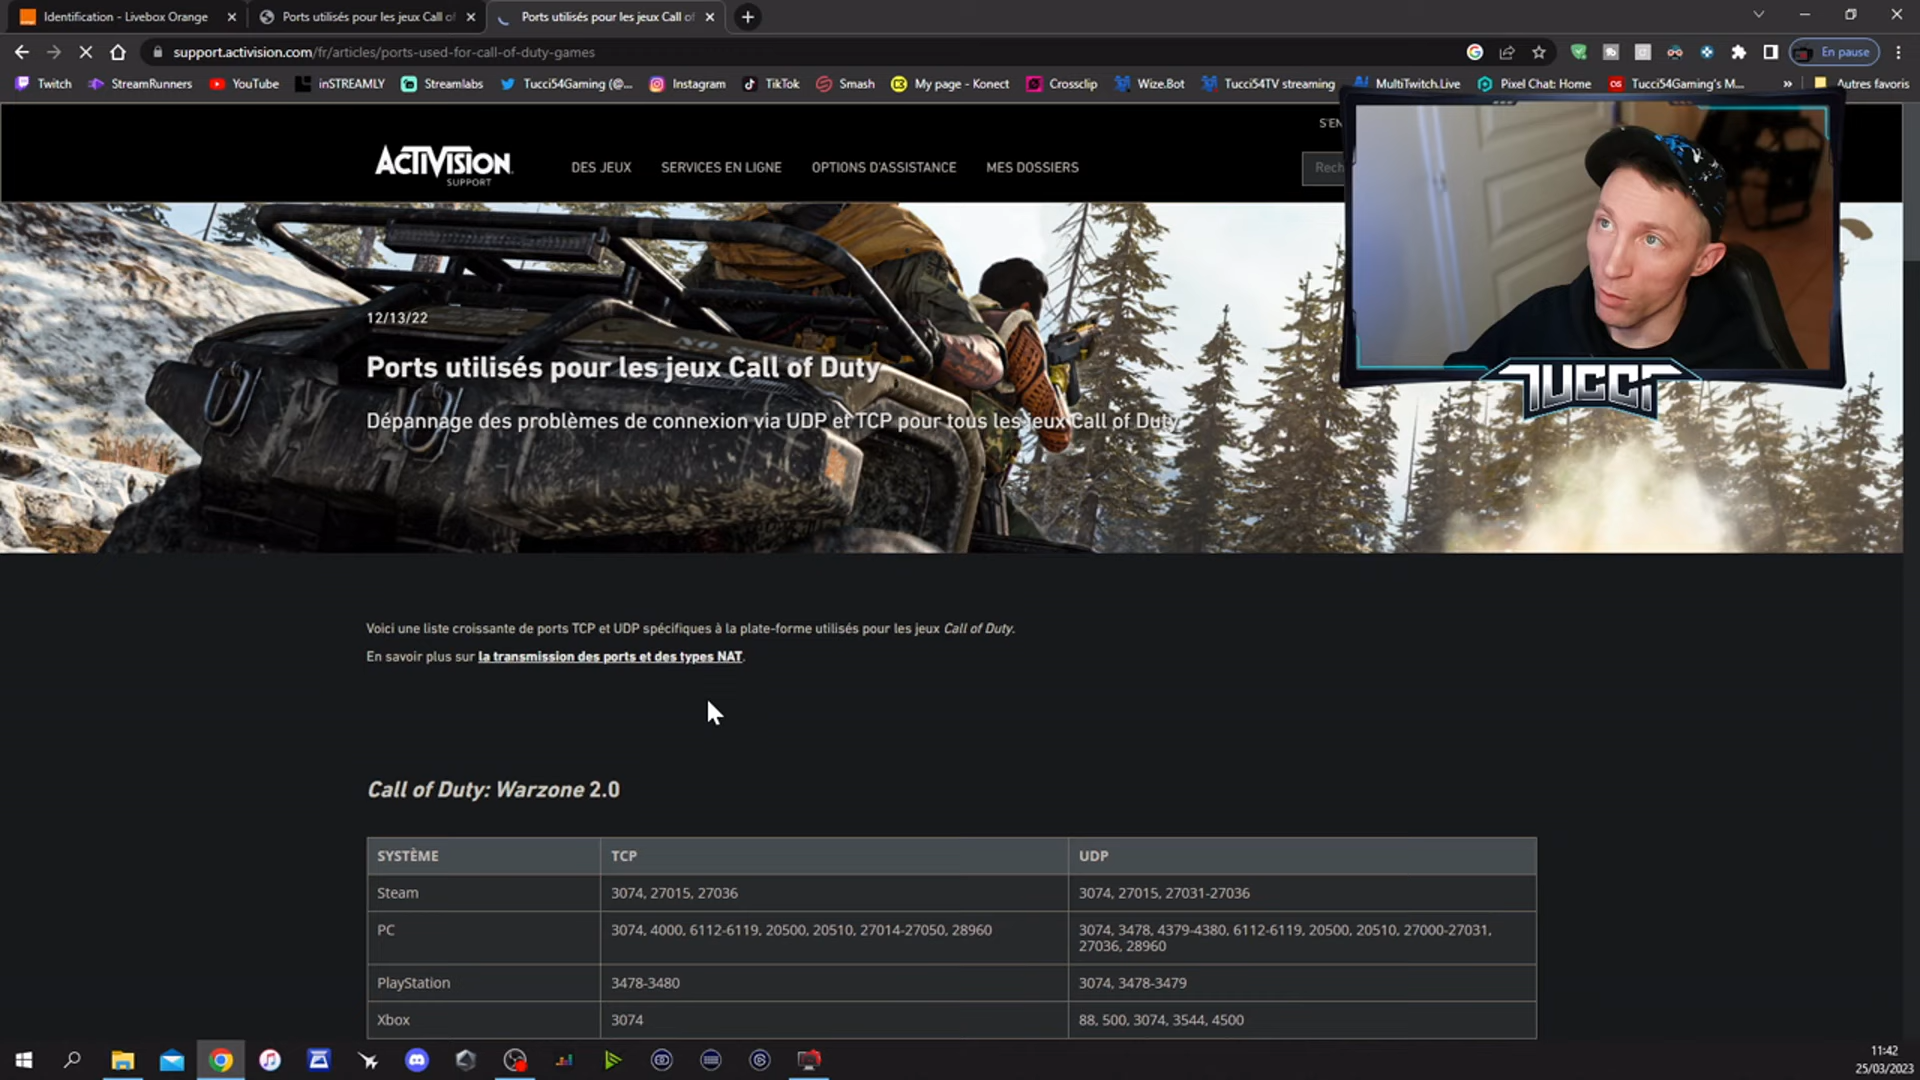 Identification - Livebox Orange
Ports utilisés pour les jeux Call of
Ports utilisés pour les jeux Call of
support.activision.com/fr/articles/ports-used-for-call-of-duty-games
En pause
Twitch
StreamRunners
YouTube
inSTREAMLY
Streamlabs
Tucci54Gaming (@...
Instagram
TikTok
Smash
My page - Konect
Crossclip
Wize.Bot
Tucci54TV streaming
MultiTwitch.Live
Pixel Chat: Home
Tucci54Gaming's M...
»
Autres favoris
S'EN
ACTIVISION
SUPPORT
DES JEUX
SERVICES EN LIGNE
OPTIONS D'ASSISTANCE
MES DOSSIERS
Rech
12/13/22
Ports utilisés pour les jeux Call of Duty
Dépannage des problèmes de connexion via UDP et TCP pour tous les jeux Call of Duty
TUCCI
Voici une liste croissante de ports TCP et UDP spécifiques à la plate-forme utilisés pour les jeux Call of Duty.
En savoir plus sur la transmission des ports et des types NAT.
Call of Duty: Warzone 2.0
SYSTÈME TCP UDP
Steam 3074, 27015, 27036 3074, 27015, 27031-27036
PC 3074, 4000, 6112-6119, 20500, 20510, 27014-27050, 28960 3074, 3478, 4379-4380, 6112-6119, 20500, 20510, 27000-27031,
27036, 28960
PlayStation 3478-3480 3074, 3478-3479
Xbox 3074 88, 500, 3074, 3544, 4500
11:42
25/03/2023